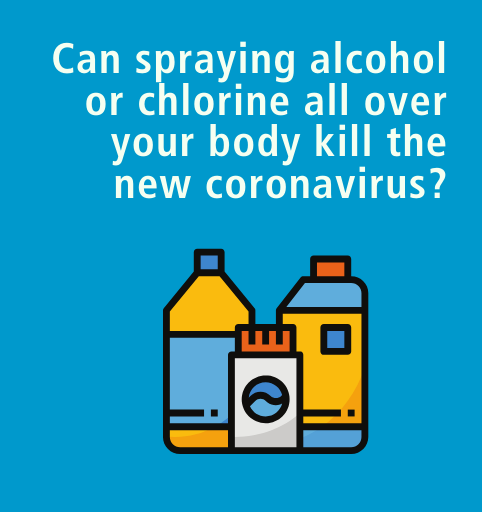 Can spraying alcohol
or chlorine all over
your body kill the
new coronavirus?